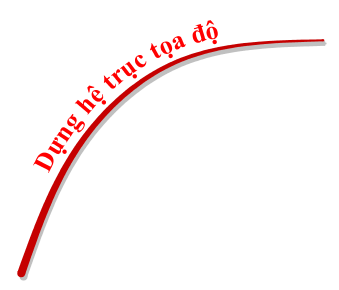 Dựng hệ trục tọa độ